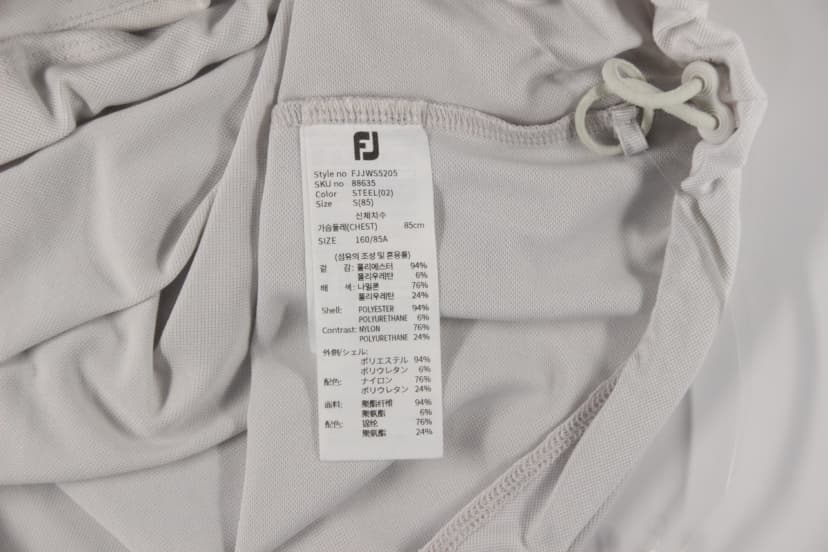 FJ
Style no FJJWS5205
SKU no 88635
Color STEEL(02)
Size S(85)
신체치수
가슴둘레(CHEST) 85cm
SIZE 160/85A
(섬유의 조성 및 혼용률)
겉 감: 폴리에스터 94%
폴리우레탄 6%
배 색: 나일론 76%
폴리우레탄 24%
Shell: POLYESTER 94%
POLYURETHANE 6%
Contrast: NYLON 76%
POLYURETHANE 24%
外側/シェル:
ポリエステル 94%
ポリウレタン 6%
配色: ナイロン 76%
ポリウレタン 24%
面料: 聚酯纤维 94%
聚氨酯 6%
配色: 锦纶 76%
聚氨酯 24%